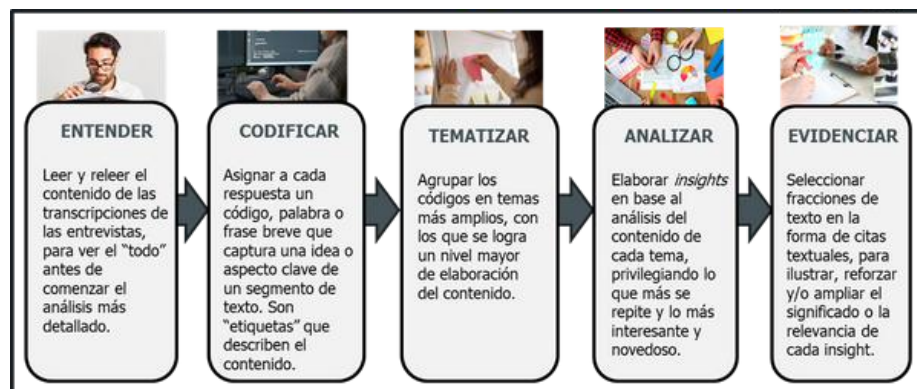 ENTENDER
Leer y releer el
contenido de las
transcripciones de
las entrevistas,
para ver el "todo"
antes de
comenzar el
análisis más
detallado.
CODIFICAR
Asignar a cada
respuesta un
código, palabra o
frase breve que
captura una idea o
aspecto clave de
un segmento de
texto. Son
"etiquetas" que
describen el
contenido.
TEMATIZAR
Agrupar los
códigos en temas
más amplios, con
los que se logra
un nivel mayor
de elaboración
del contenido.
ANALIZAR
Elaborar insights
en base al
análisis del
contenido de
cada tema,
privilegiando lo
que más se
repite y lo más
interesante y
novedoso.
EVIDENCIAR
Seleccionar
fracciones de
texto en la
forma de citas
textuales, para
ilustrar, reforzar
y/o ampliar el
significado o la
relevancia de
cada insight.